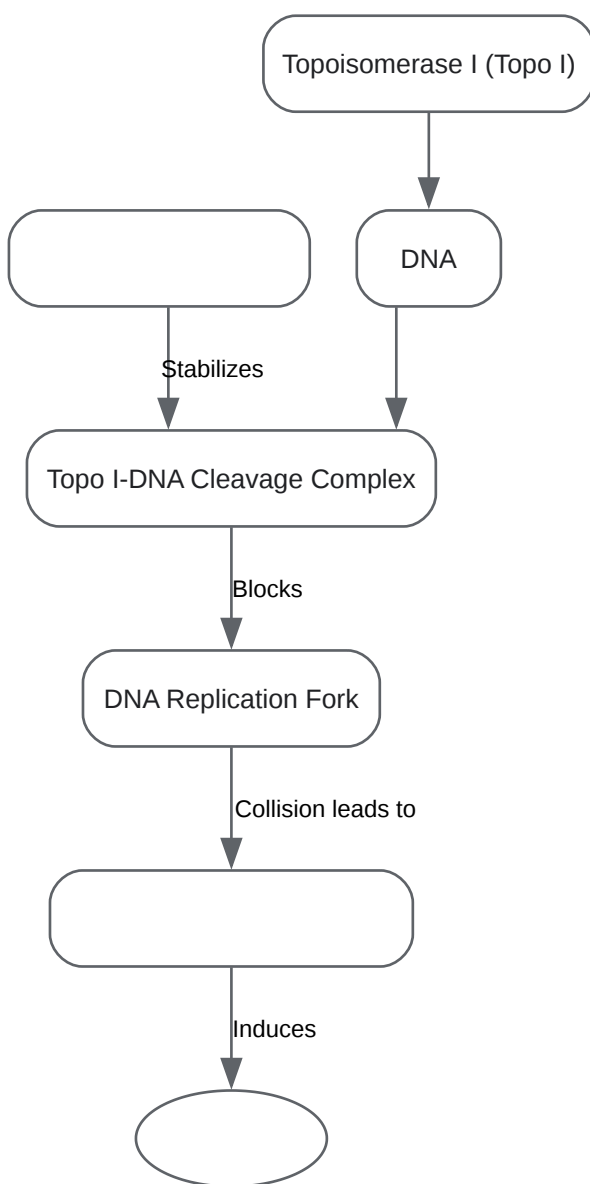 Topoisomerase I (Topo I)
DNA
Stabilizes
Topo I-DNA Cleavage Complex
Blocks
DNA Replication Fork
Collision leads to
Induces